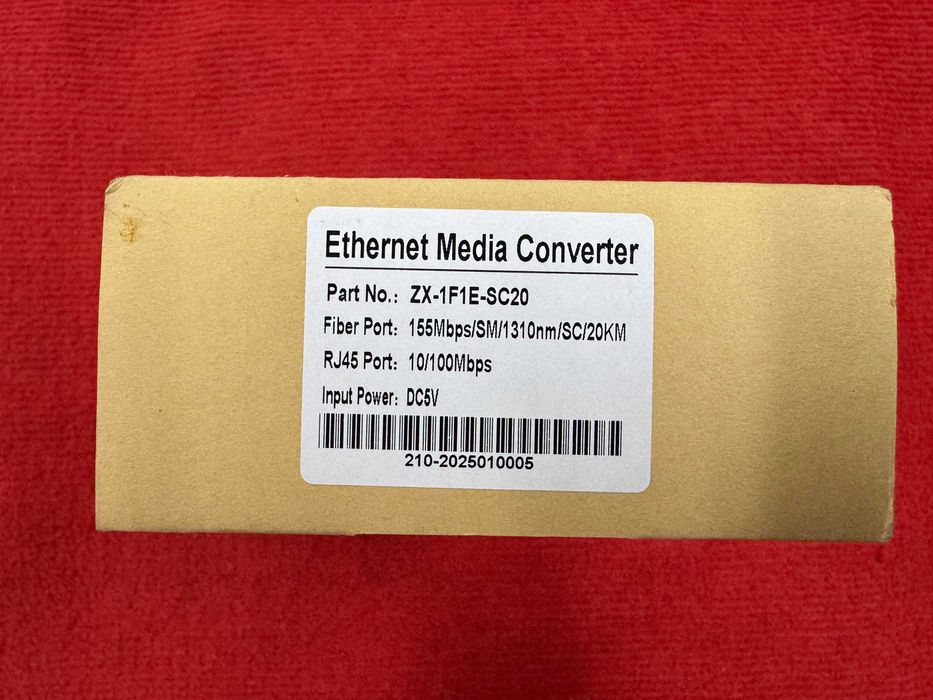 Ethernet Media Converter
Part No.: ZX-1F1E-SC20
Fiber Port: 155Mbps/SM/1310nm/SC/20KM
RJ45 Port: 10/100Mbps
Input Power: DC5V
210-2025010005